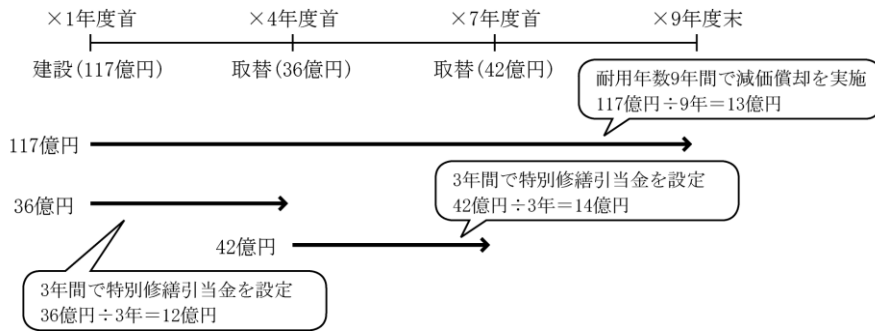 ×1年度首 ×4年度首 ×7年度首 ×9年度末
建設(117億円) 取替(36億円) 取替(42億円)
耐用年数9年間で減価償却を実施
117億円÷9年＝13億円
117億円
3年間で特別修繕引当金を設定
42億円÷3年＝14億円
36億円
42億円
3年間で特別修繕引当金を設定
36億円÷3年＝12億円